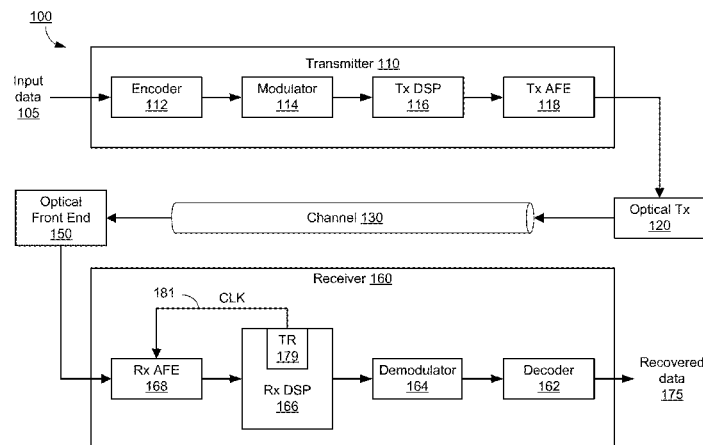 100
Transmitter 110
Input
data
105
Encoder
112
Modulator
114
Tx DSP
116
Tx AFE
118
Optical
Front End
150
Channel 130
Optical Tx
120
Receiver 160
181
CLK
TR
179
Rx AFE
168
Rx DSP
166
Demodulator
164
Decoder
162
Recovered
data
175